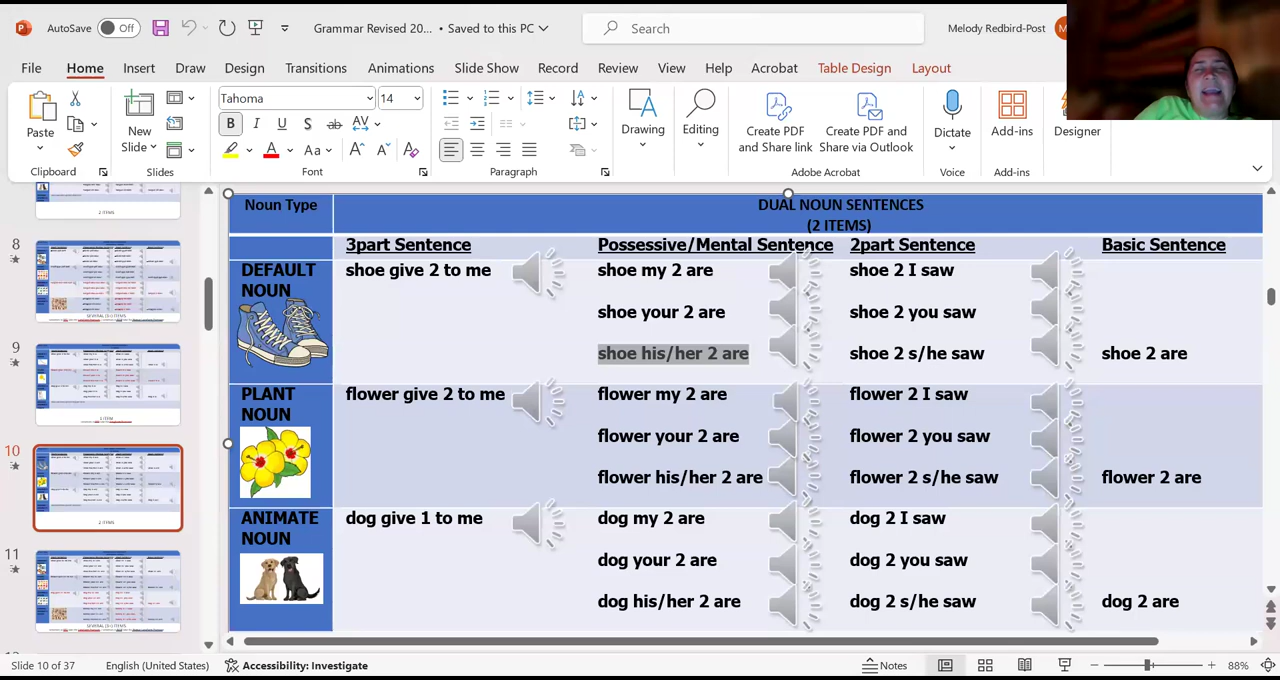 AutoSave Off Grammar Revised 20... • Saved to this PC Search Melody Redbird-Post
File Home Insert Draw Design Transitions Animations Slide Show Record Review View Help Acrobat Table Design Layout
Paste
New Slide
Tahoma 14
B I U S ab AV
A Aa A A A
Drawing
Editing
Create PDF and Share link
Create PDF and Share via Outlook
Dictate
Add-ins
Designer
Clipboard Slides Font Paragraph Adobe Acrobat Voice Add-ins
2 ITEMS
8
9
10
2 ITEMS
11
Noun Type DUAL NOUN SENTENCES
(2 ITEMS)
3part Sentence Possessive/Mental Sentence 2part Sentence Basic Sentence
DEFAULT NOUN shoe give 2 to me shoe my 2 are shoe 2 I saw
shoe your 2 are shoe 2 you saw
shoe his/her 2 are shoe 2 s/he saw shoe 2 are
PLANT NOUN flower give 2 to me flower my 2 are flower 2 I saw
flower your 2 are flower 2 you saw
flower his/her 2 are flower 2 s/he saw flower 2 are
ANIMATE NOUN dog give 1 to me dog my 2 are dog 2 I saw
dog your 2 are dog 2 you saw
dog his/her 2 are dog 2 s/he saw dog 2 are
Slide 10 of 37 English (United States) Accessibility: Investigate Notes 88%